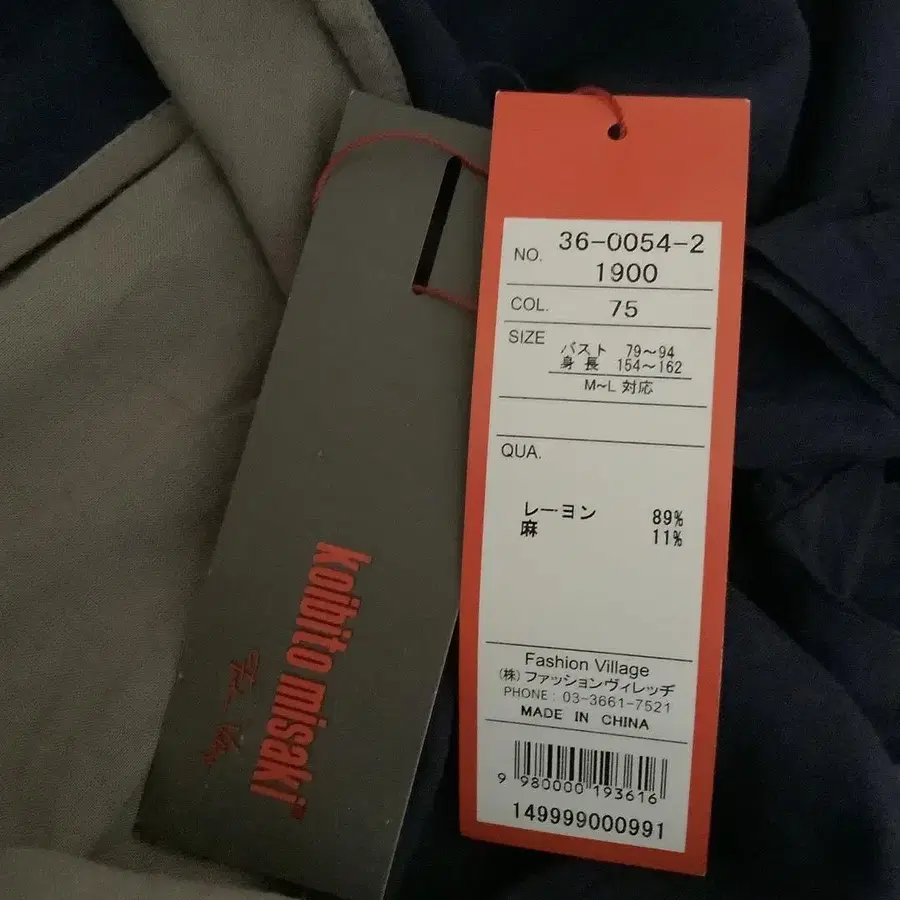 koibito misaki
NO. 36-0054-2
1900
COL. 75
SIZE
バスト 79～94
身長 154～162
M～L 対応
QUA.
レーヨン 89%
麻 11%
Fashion Village
(株)ファッションヴィレッヂ
PHONE : 03-3661-7521
MADE IN CHINA
9 980000 193616
149999000991